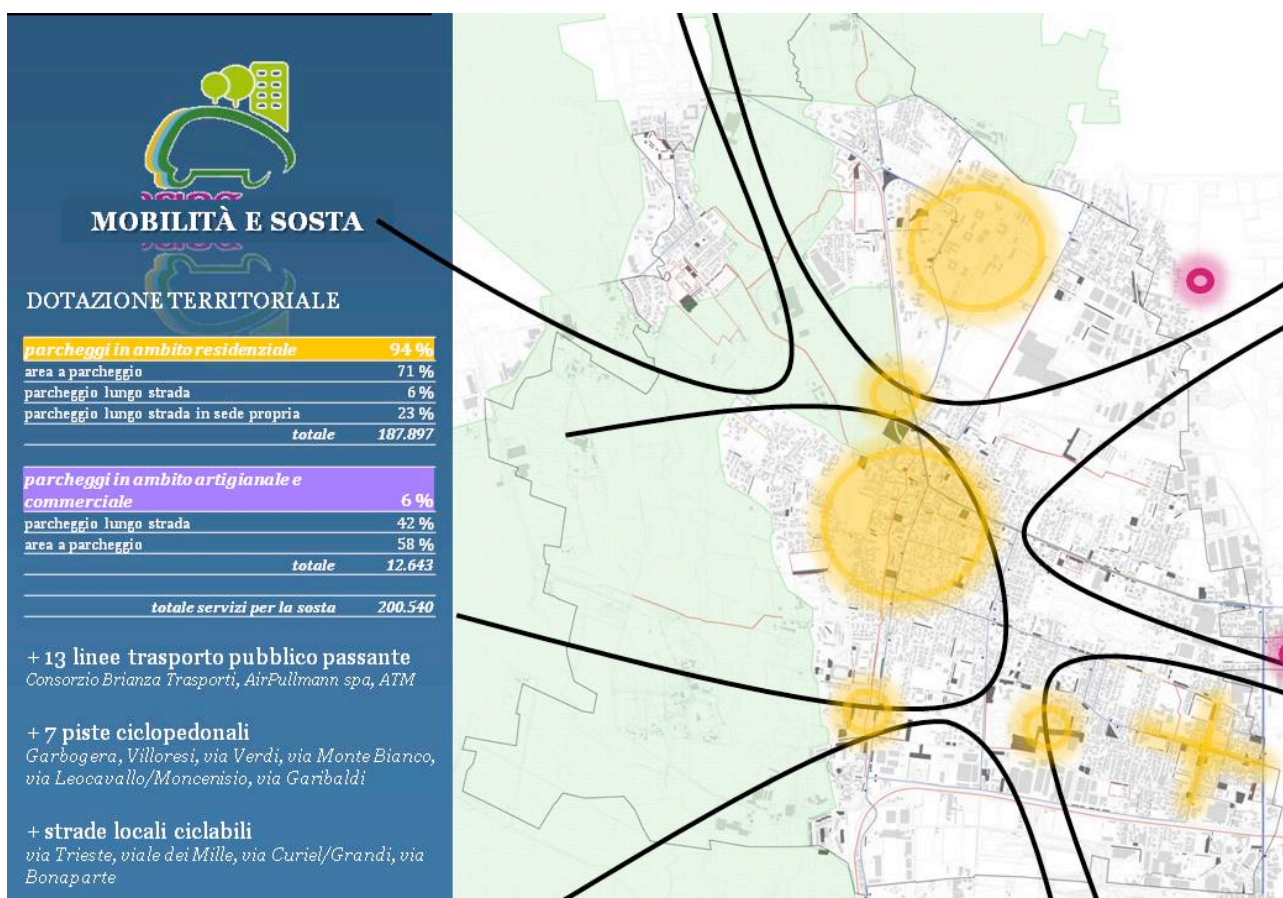 MOBILITÀ E SOSTA
DOTAZIONE TERRITORIALE
parcheggi in ambito residenziale 94 %
area a parcheggio 71 %
parcheggio lungo strada 6 %
parcheggio lungo strada in sede propria 23 %
totale 187.897
parcheggi in ambito artigianale e
commerciale 6 %
parcheggio lungo strada 42 %
area a parcheggio 58 %
totale 12.643
totale servizi per la sosta 200.540
+ 13 linee trasporto pubblico passante
Consorzio Brianza Trasporti, AirPullmann spa, ATM
+ 7 piste ciclopedonali
Garbogera, Villoresi, via Verdi, via Monte Bianco,
via Leocavallo/Moncenisio, via Garibaldi
+ strade locali ciclabili
via Trieste, viale dei Mille, via Curiel/Grandi, via
Bonaparte